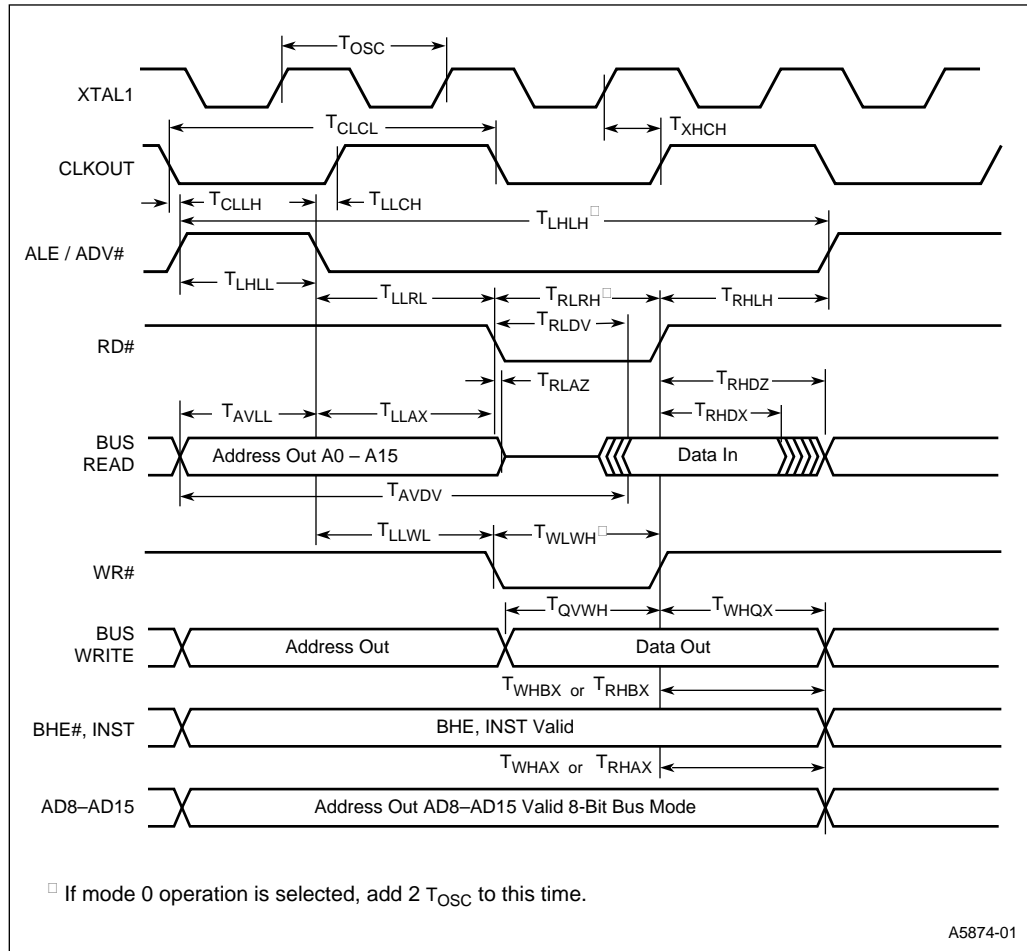 TOSC
XTAL1
TCLCL
TXHCH
CLKOUT
TCLLH
TLLCH
TLHLH□
ALE / ADV#
TLHLL
TLLRL
TRLRH□
TRHLH
TRLDV
RD#
TRLAZ
TRHDZ
TAVLL
TLLAX
TRHDX
BUS
READ
Address Out A0 – A15
Data In
TAVDV
TLLWL
TWLWH□
WR#
TQVWH
TWHQX
BUS
WRITE
Address Out
Data Out
TWHBX or TRHBX
BHE#, INST
BHE, INST Valid
TWHAX or TRHAX
AD8–AD15
Address Out AD8–AD15 Valid 8-Bit Bus Mode
□ If mode 0 operation is selected, add 2 TOSC to this time.
A5874-01